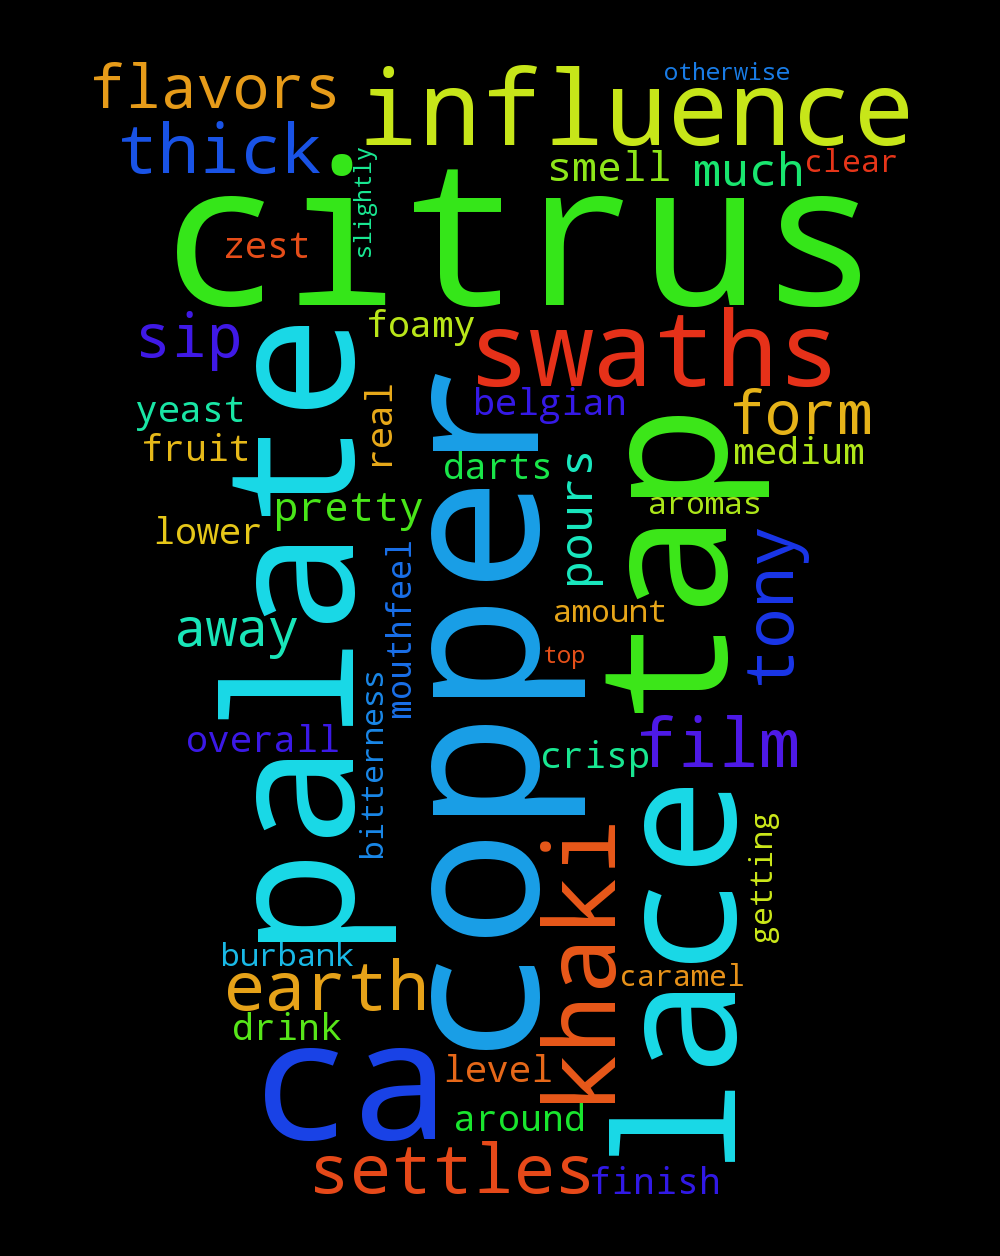 otherwise
flavors
influence
thick
smell
much
clear
slightly
citrus
zest
sip
foamy
swaths
yeast
real
belgian
form
fruit
darts
medium
pretty
pours
aromas
lower
palate
copper
tap
tony
away
mouthfeel
amount
top
overall
bitterness
crisp
film
khaki
lace
getting
burbank
earth
caramel
drink
ca
level
around
settles
finish